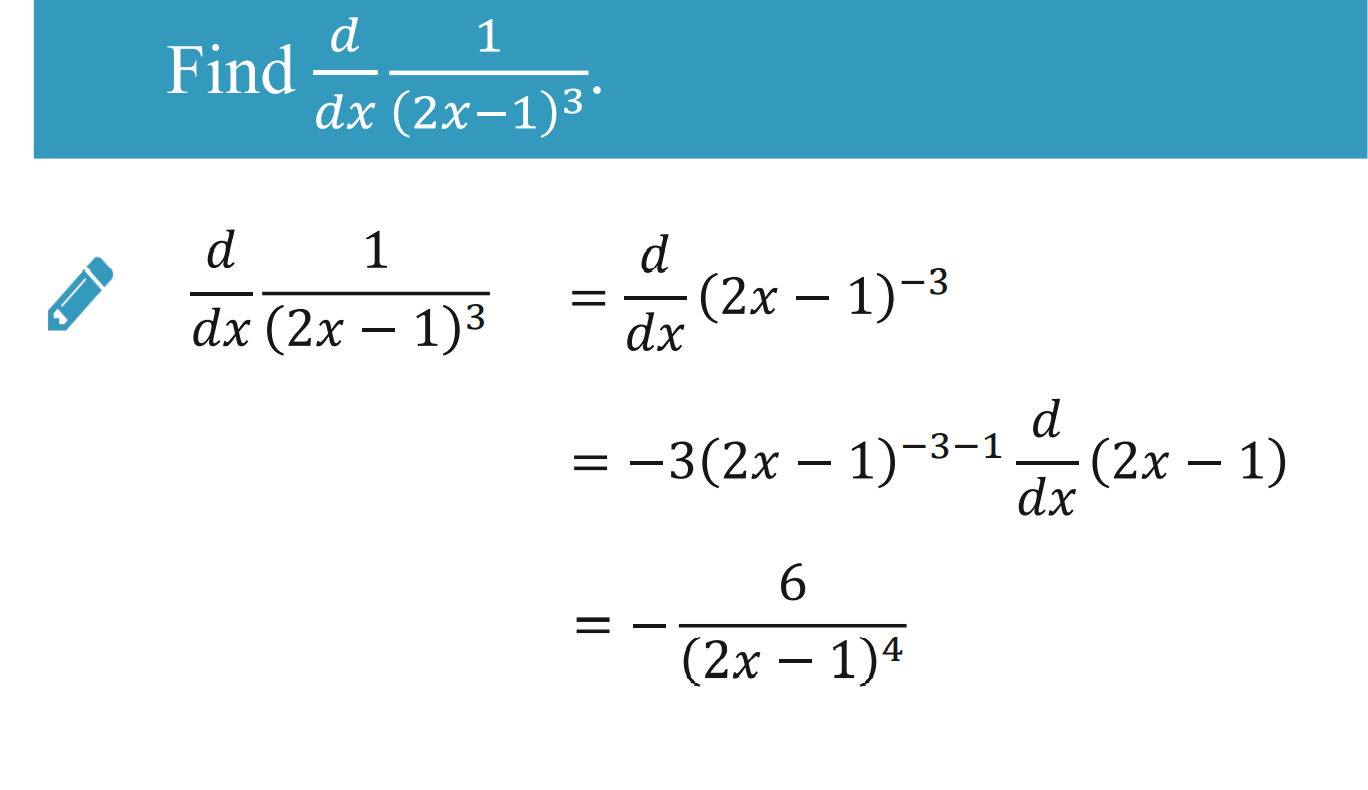 Find d/dx 1/(2x−1)³.
d/dx 1/(2x − 1)³ = d/dx (2x − 1)⁻³
= −3(2x − 1)⁻³⁻¹ d/dx (2x − 1)
= − 6/(2x − 1)⁴